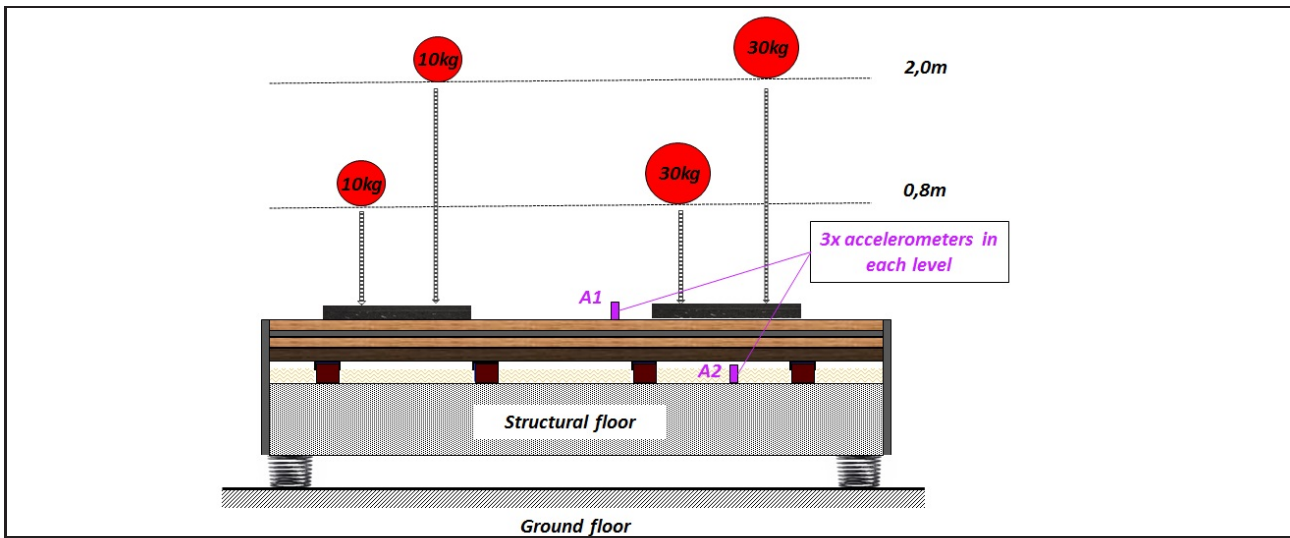 10kg
30kg
2,0m
10kg
30kg
0,8m
3x accelerometers in
each level
A1
A2
Structural floor
Ground floor